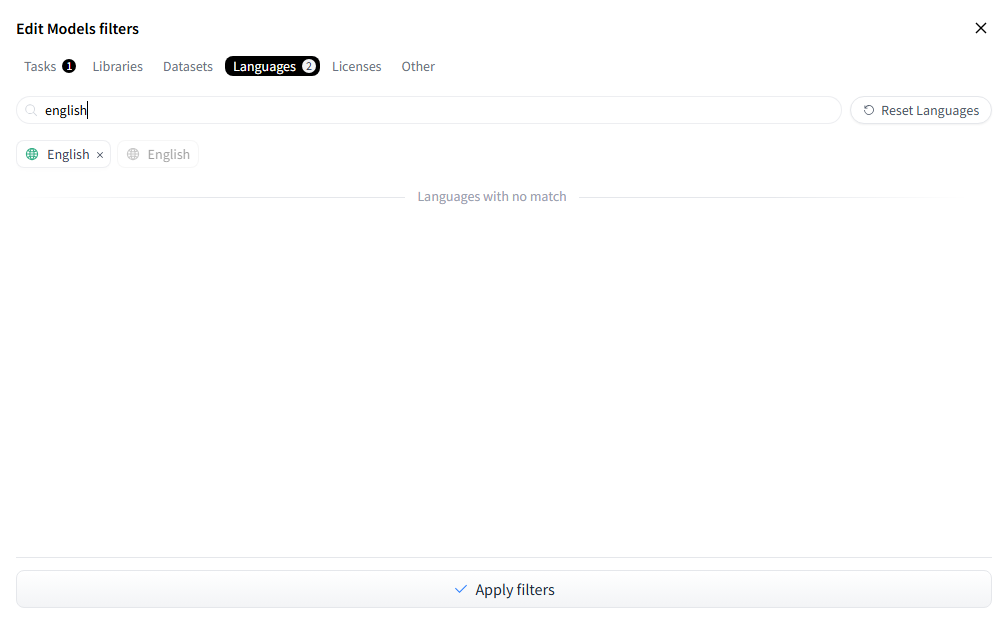 Edit Models filters
Tasks 1 Libraries Datasets Languages 2 Licenses Other
english Reset Languages
English × English
Languages with no match
Apply filters